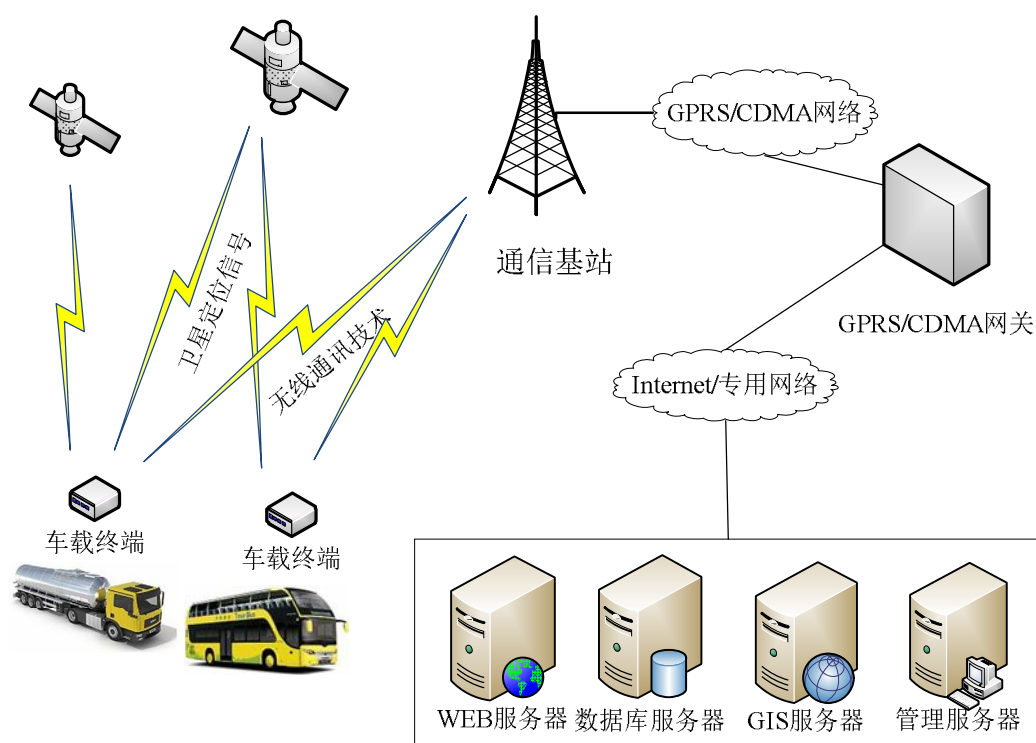 GPRS/CDMA网络
通信基站
卫星定位信号
无线通讯技术
GPRS/CDMA网关
Internet/专用网络
车载终端
车载终端
Tour Bus
WEB服务器
数据库服务器
GIS服务器
管理服务器